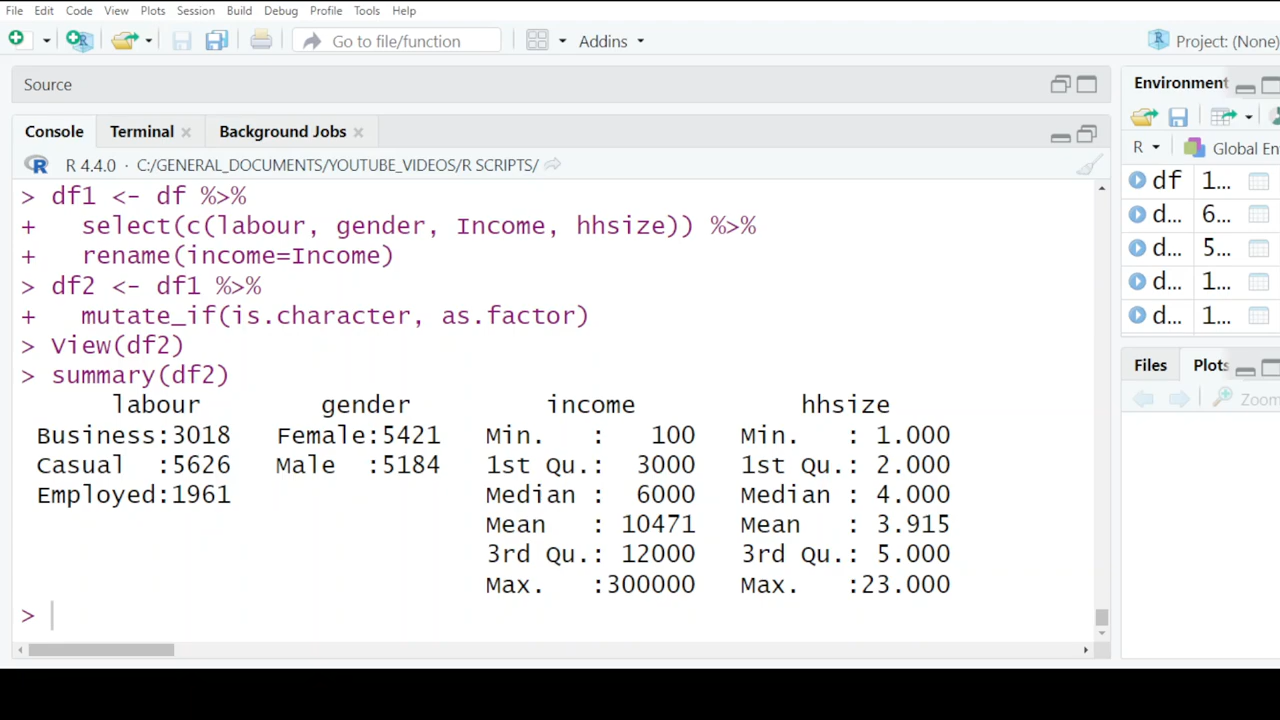 File Edit Code View Plots Session Build Debug Profile Tools Help
Go to file/function Addins Project: (None)
Source
Console Terminal Background Jobs
R 4.4.0 · C:/GENERAL_DOCUMENTS/YOUTUBE_VIDEOS/R SCRIPTS/
> df1 <- df %>%
+ select(c(labour, gender, Income, hhsize)) %>%
+ rename(income=Income)
> df2 <- df1 %>%
+ mutate_if(is.character, as.factor)
> View(df2)
> summary(df2)
labour gender income hhsize
Business:3018 Female:5421 Min. : 100 Min. : 1.000
Casual :5626 Male :5184 1st Qu.: 3000 1st Qu.: 2.000
Employed:1961 Median : 6000 Median : 4.000
Mean : 10471 Mean : 3.915
3rd Qu.: 12000 3rd Qu.: 5.000
Max. :300000 Max. :23.000
>
Environment
R Global En
df 1...
d... 6...
d... 5...
d... 1...
d... 1...
Files Plots
Zoom